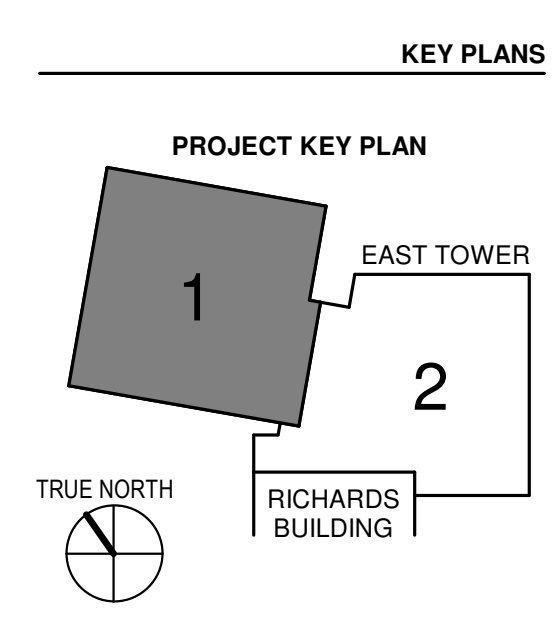 KEY PLANS
PROJECT KEY PLAN
EAST TOWER
1
2
TRUE NORTH
RICHARDS
BUILDING